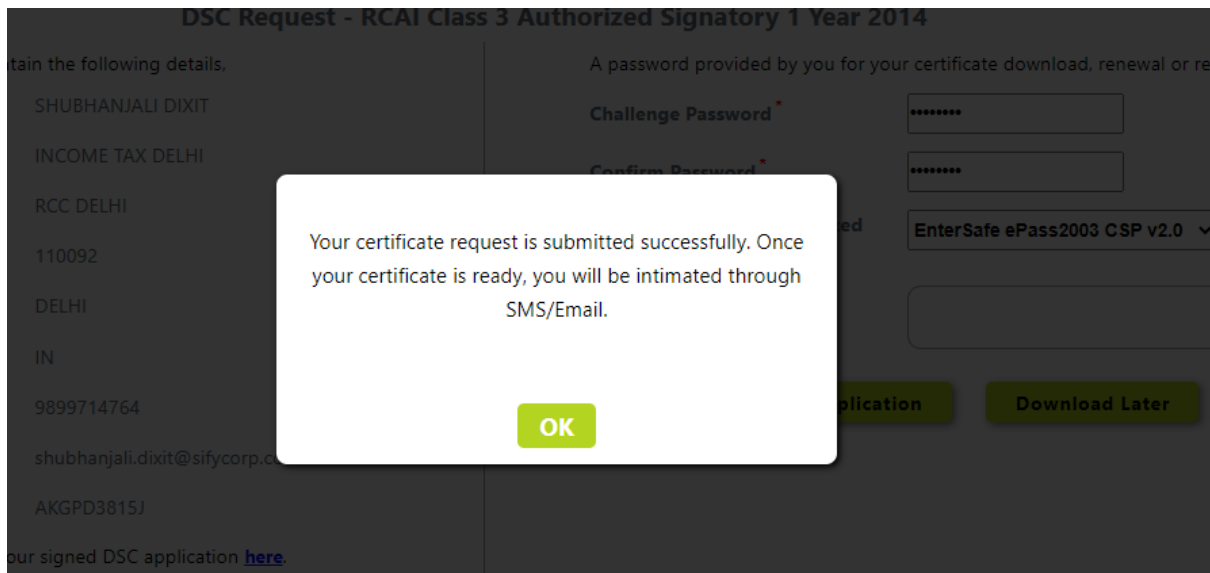 DSC Request - RCAI Class 3 Authorized Signatory 1 Year 2014
tain the following details,
SHUBHANJALI DIXIT
INCOME TAX DELHI
RCC DELHI
110092
DELHI
IN
9899714764
shubhanjali.dixit@sifycorp.c
AKGPD3815J
our signed DSC application here.
A password provided by you for your certificate download, renewal or re
Challenge Password *
••••••••
Confirm Password *
••••••••
ed
EnterSafe ePass2003 CSP v2.0
plication
Download Later
Your certificate request is submitted successfully. Once
your certificate is ready, you will be intimated through
SMS/Email.
OK